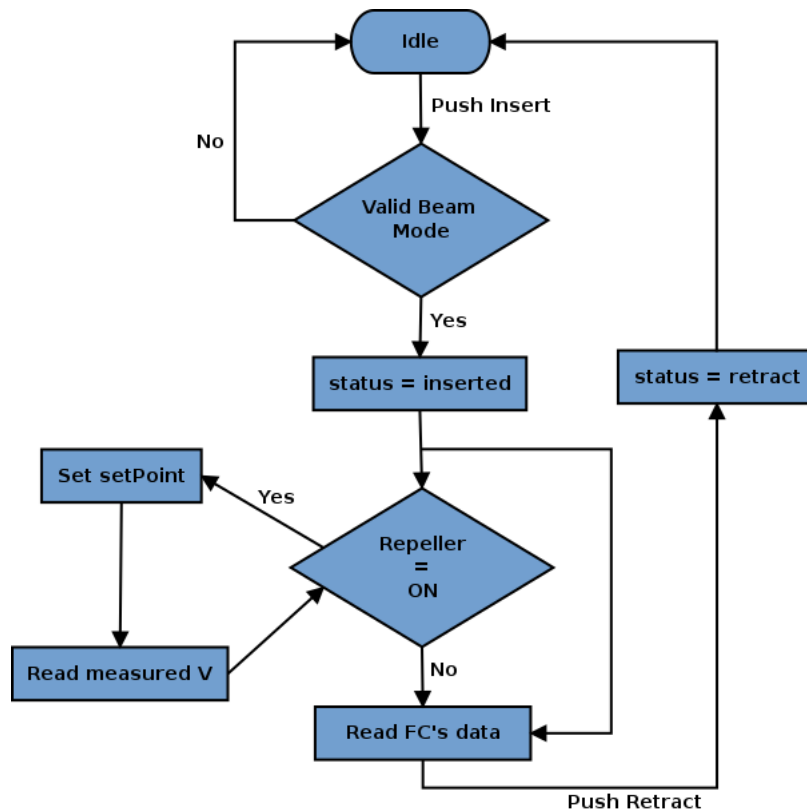 Idle
Push Insert
No
Valid Beam
Mode
Yes
status = inserted
status = retract
Set setPoint
Yes
Repeller
=
ON
Read measured V
No
Read FC's data
Push Retract